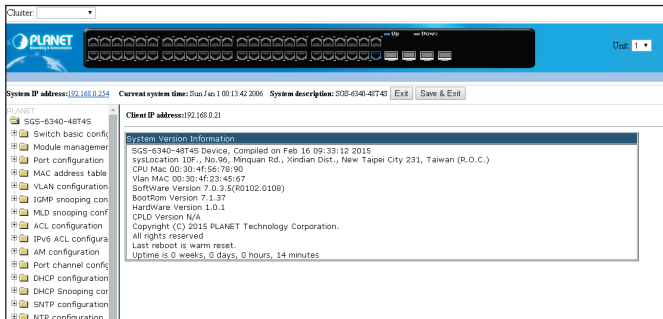 Cluster:
PLANET
Networking & Communication
Up
Down
Unit: 1
System IP address:192.168.0.254 Current system time: Sun Jan 1 00:13:42 2006 System description: SGS-6340-48T4S Exit Save & Exit
PLANET
SGS-6340-48T4S
Switch basic config
Module managemen
Port configuration
MAC address table
VLAN configuration
IGMP snooping con
MLD snooping conf
ACL configuration
IPv6 ACL configura
AM configuration
Port channel config
DHCP configuration
DHCP Snooping cor
SNTP configuration
NTP configuration
Client IP address:192.168.0.21
System Version Information
SGS-6340-48T4S Device, Compiled on Feb 16 09:33:12 2015
sysLocation 10F., No.96, Minquan Rd., Xindian Dist., New Taipei City 231, Taiwan (R.O.C.)
CPU Mac 00:30:4f:56:78:90
Vlan MAC 00:30:4f:23:45:67
SoftWare Version 7.0.3.5(R0102.0108)
BootRom Version 7.1.37
HardWare Version 1.0.1
CPLD Version N/A
Copyright (C) 2015 PLANET Technology Corporation.
All rights reserved
Last reboot is warm reset.
Uptime is 0 weeks, 0 days, 0 hours, 14 minutes